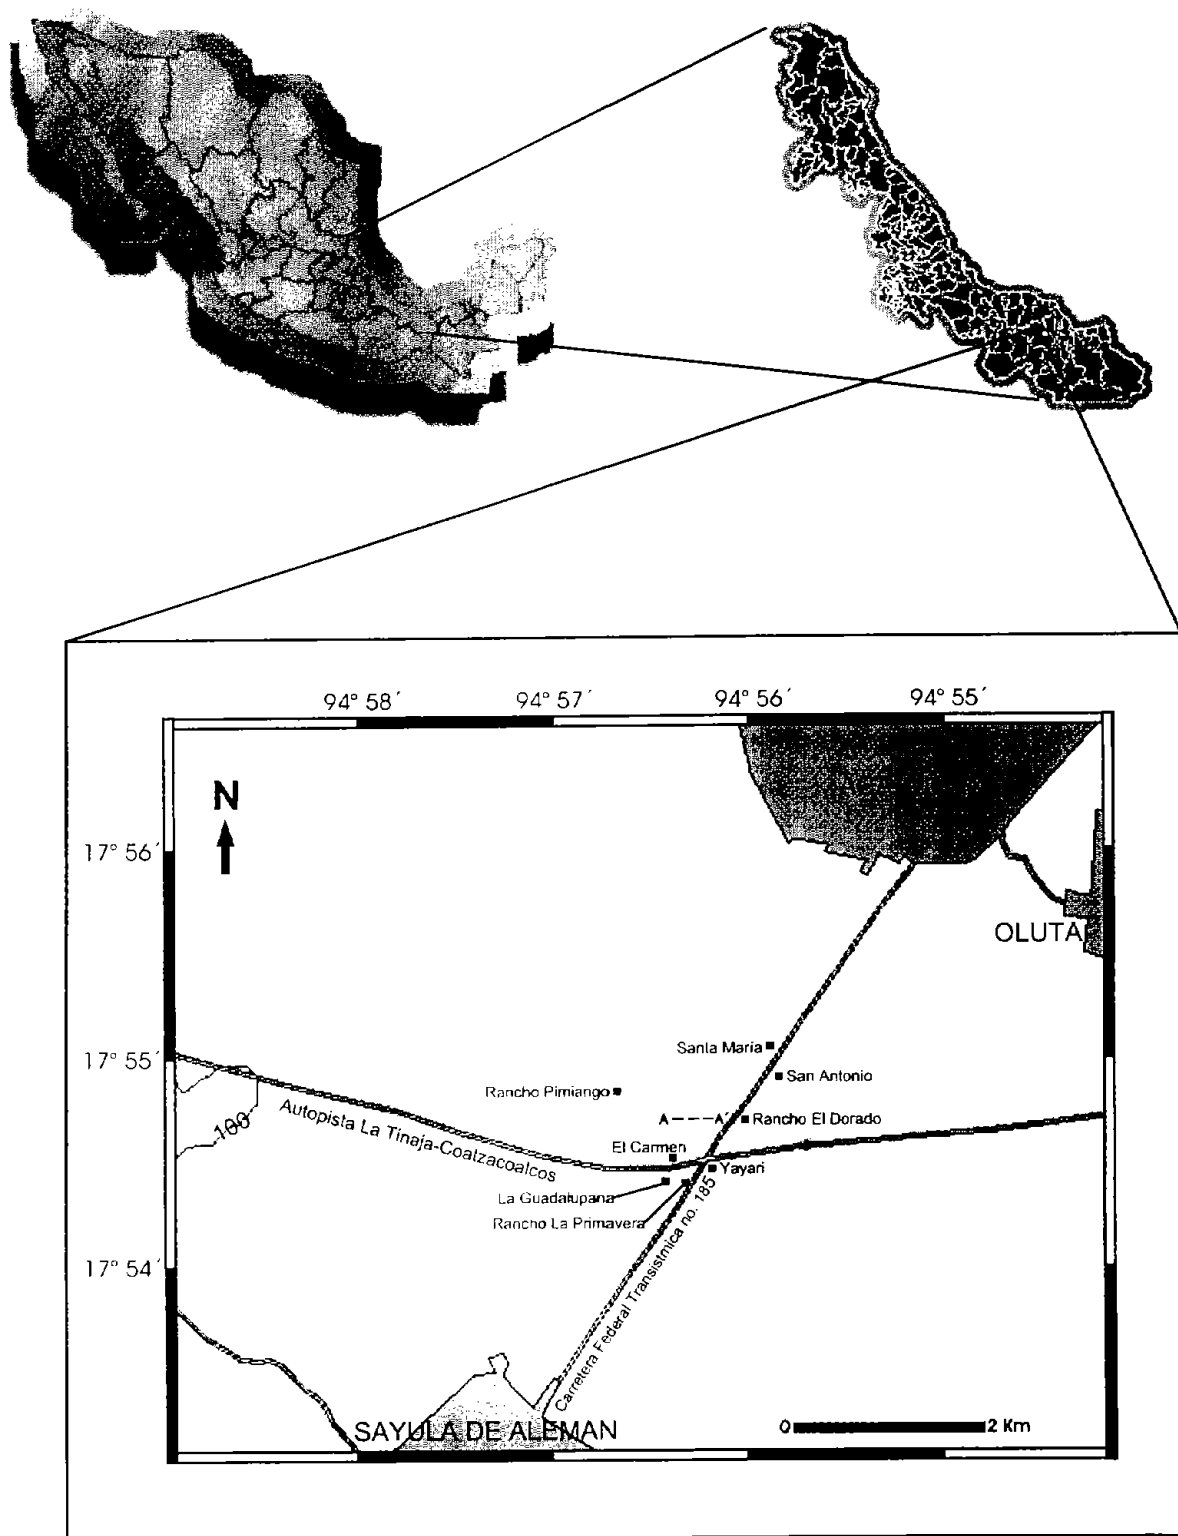 94° 58´ 94° 57´ 94° 56´ 94° 55´
N
17° 56´
OLUTA
Santa María
17° 55´
San Antonio
Rancho Pimiango
A A´ Rancho El Dorado
100
Autopista La Tinaja-Coatzacoalcos
El Carmen
Yayari
La Guadalupana
Rancho La Primavera
Carretera Federal Transístmica no. 185
17° 54´
SAYULA DE ALEMAN
0 2 Km